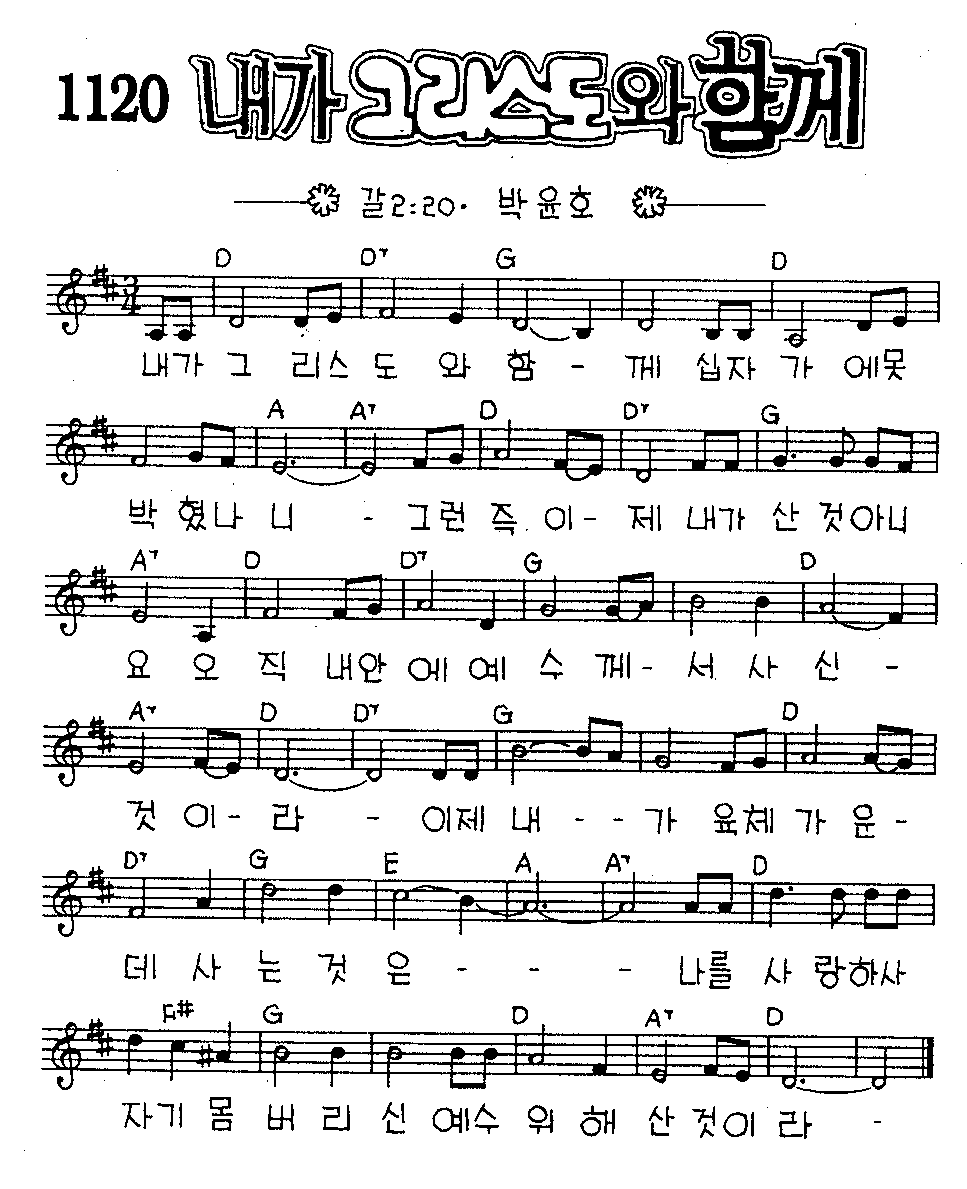 1120 내가 그리스도와 함께
갈2:20. 박윤호
D D7 G D
3/4
내가 그 리스 도 와 함 - 께 십자 가 에못
A A7 D D7 G
박 혔나 니 - 그런 즉 이- 제 내가 산 것아니
A7 D D7 G D
요 오 직 내안 에예 수 께- 서 사 신 -
A7 D D7 G D
것 이- 라 - 이제 내 - - 가 육체 가 운-
D7 G E A A7 D
데 사 는 것 은 - - - 나를 사 랑하사
F# G D A7 D
자기 몸 버 리 신 예수 위 해 산 것이 라 -